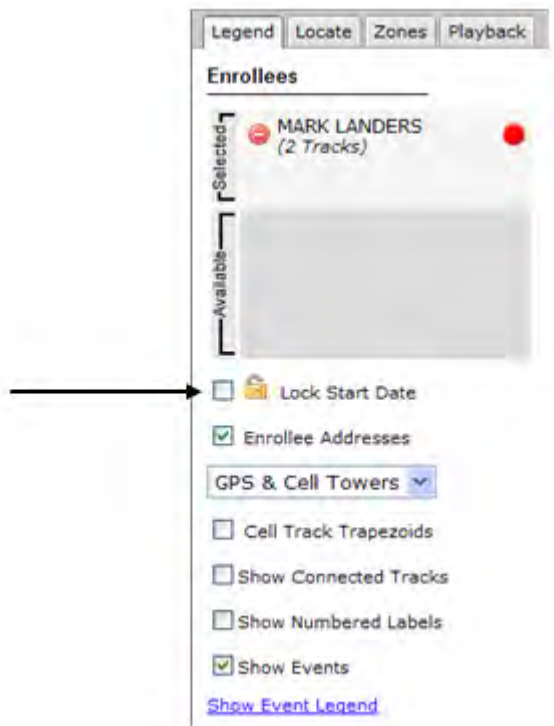 Legend Locate Zones Playback
Enrollees
Selected
MARK LANDERS
(2 Tracks)
Available
Lock Start Date
Enrollee Addresses
GPS & Cell Towers
Cell Track Trapezoids
Show Connected Tracks
Show Numbered Labels
Show Events
Show Event Legend